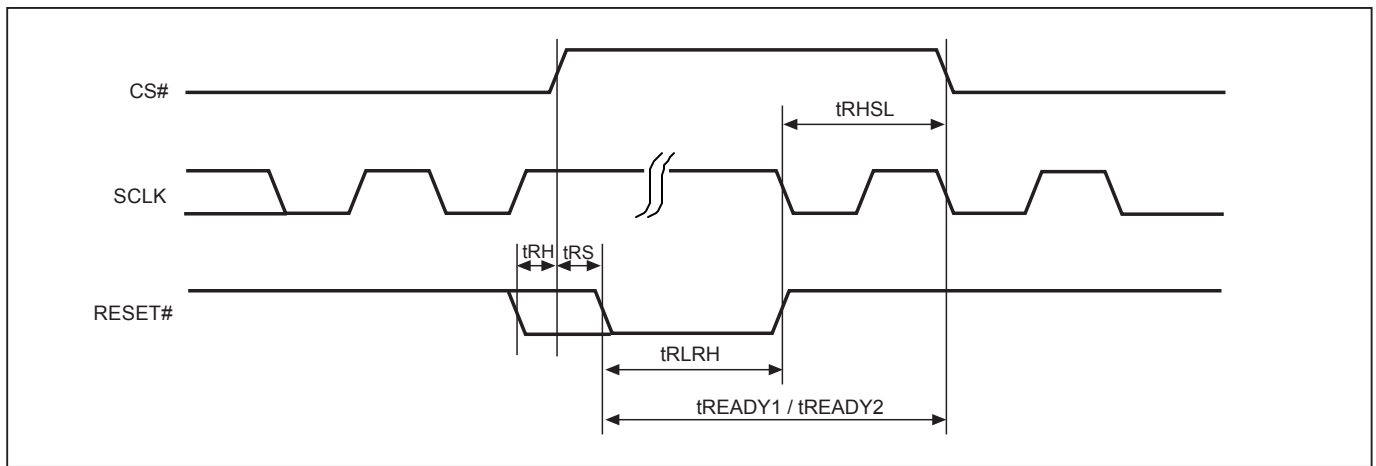 CS#
tRHSL
SCLK
tRH
tRS
RESET#
tRLRH
tREADY1 / tREADY2